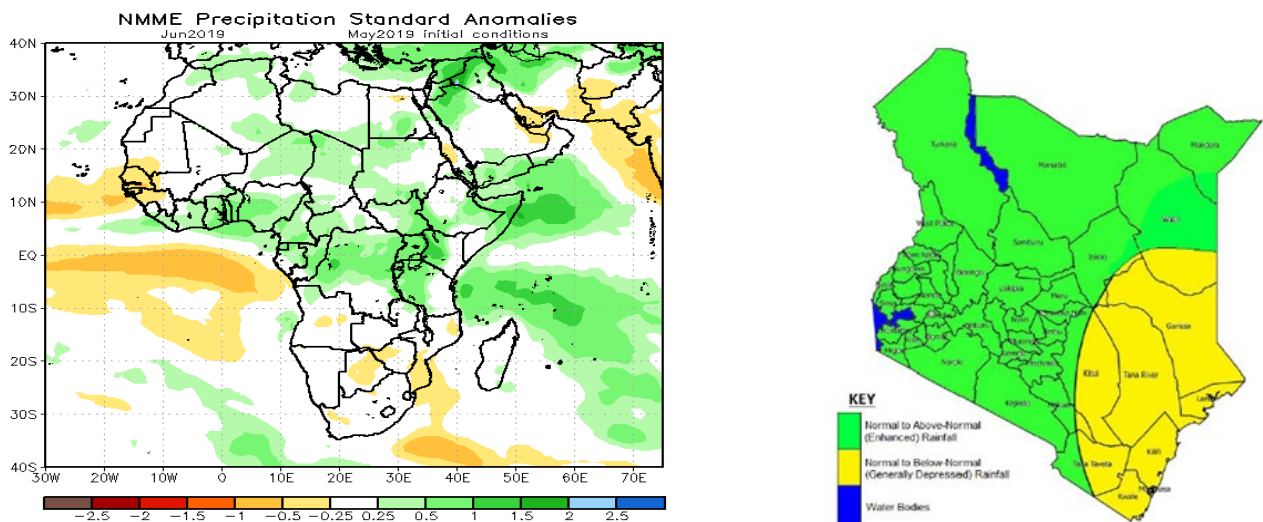 NMME Precipitation Standard Anomalies
Jun2019 May2019 initial conditions
40N
30N
20N
10N
EQ
10S
20S
30S
40S
30W 20W 10W 0 10E 20E 30E 40E 50E 60E 70E
-2.5 -2 -1.5 -1 -0.5 -0.25 0.25 0.5 1 1.5 2 2.5
Mandera
Turkana
Marsabit
Wajir
West Pokot
Samburu
Isiolo
Baringo
Laikipia
Meru
Garissa
Nakuru
Nyeri
Narok
Kitui
Tana River
Kajiado
Taita Taveta
Kilifi
Kwale
KEY
Normal to Above-Normal
(Enhanced) Rainfall
Normal to Below-Normal
(Generally Depressed) Rainfall
Water Bodies